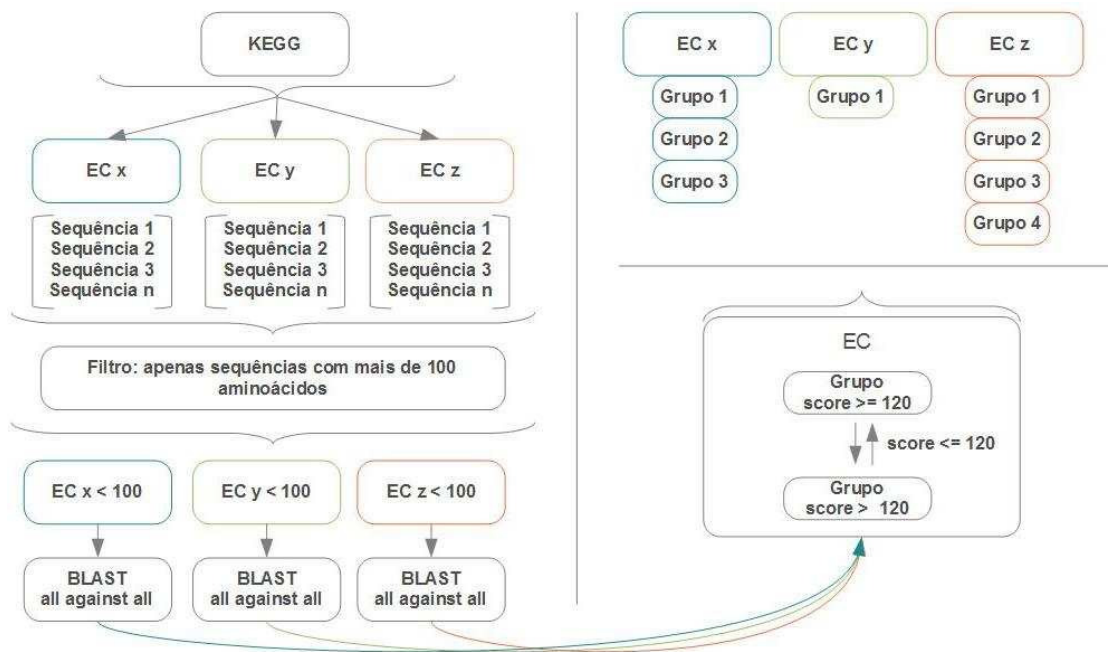 KEGG
EC x
EC y
EC z
Sequência 1
Sequência 2
Sequência 3
Sequência n
Sequência 1
Sequência 2
Sequência 3
Sequência n
Sequência 1
Sequência 2
Sequência 3
Sequência n
Filtro: apenas sequências com mais de 100
aminoácidos
EC x < 100
EC y < 100
EC z < 100
BLAST
all against all
BLAST
all against all
BLAST
all against all
EC x
Grupo 1
Grupo 2
Grupo 3
EC y
Grupo 1
EC z
Grupo 1
Grupo 2
Grupo 3
Grupo 4
EC
Grupo
score >= 120
score <= 120
Grupo
score > 120